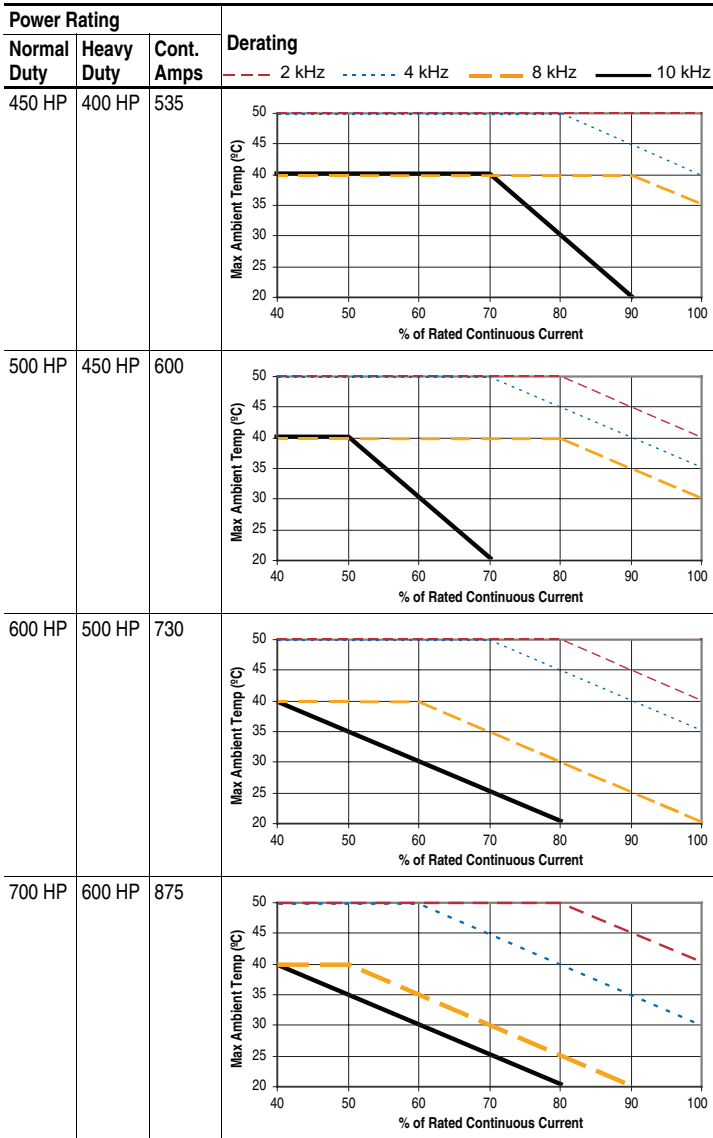 Power Rating
Normal Duty Heavy Duty Cont. Amps Derating
2 kHz 4 kHz 8 kHz 10 kHz
450 HP 400 HP 535
Max Ambient Temp (ºC)
50
45
40
35
30
25
20
40 50 60 70 80 90 100
% of Rated Continuous Current
500 HP 450 HP 600
Max Ambient Temp (ºC)
50
45
40
35
30
25
20
40 50 60 70 80 90 100
% of Rated Continuous Current
600 HP 500 HP 730
Max Ambient Temp (ºC)
50
45
40
35
30
25
20
40 50 60 70 80 90 100
% of Rated Continuous Current
700 HP 600 HP 875
Max Ambient Temp (ºC)
50
45
40
35
30
25
20
40 50 60 70 80 90 100
% of Rated Continuous Current